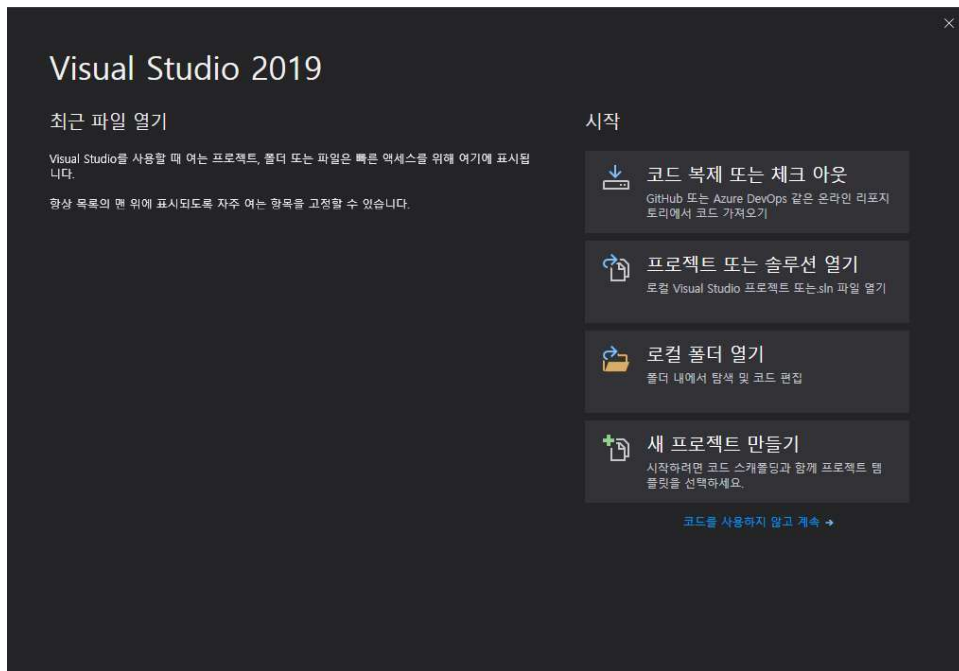 Visual Studio 2019
최근 파일 열기
Visual Studio를 사용할 때 여는 프로젝트, 폴더 또는 파일은 빠른 액세스를 위해 여기에 표시됩
니다.
항상 목록의 맨 위에 표시되도록 자주 여는 항목을 고정할 수 있습니다.
시작
코드 복제 또는 체크 아웃
GitHub 또는 Azure DevOps 같은 온라인 리포지
토리에서 코드 가져오기
프로젝트 또는 솔루션 열기
로컬 Visual Studio 프로젝트 또는.sln 파일 열기
로컬 폴더 열기
폴더 내에서 탐색 및 코드 편집
새 프로젝트 만들기
시작하려면 코드 스캐폴딩과 함께 프로젝트 템
플릿을 선택하세요.
코드를 사용하지 않고 계속 →